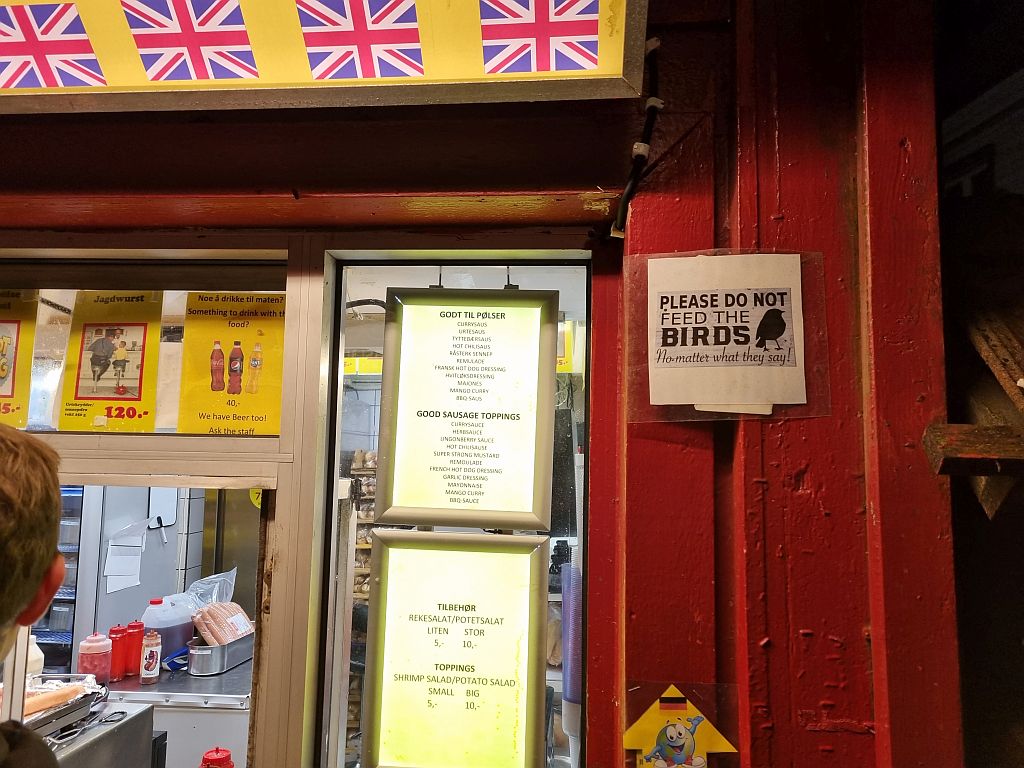 Jagdwurst
120.-
5.-
Noe å drikke til maten?
Something to drink with the
food?
40,-
We have Beer too!
Ask the staff
GODT TIL PØLSER
CURRYSAUS
URTESAUS
TYTTEBÆRSAUS
HOT CHILISAUS
RÅSTERK SENNEP
REMULADE
FRANSK HOT DOG DRESSING
HVITLØKSDRESSING
MAJONES
MANGO CURRY
BBQ SAUS
GOOD SAUSAGE TOPPINGS
CURRYSAUCE
HERBSAUCE
LINGONBERRY SAUCE
HOT CHILISAUSE
SUPER STRONG MUSTARD
REMOULADE
FRENCH HOT DOG DRESSING
GARLIC DRESSING
MAYONNAISE
MANGO CURRY
BBQ-SAUCE
TILBEHØR
REKESALAT/POTETSALAT
LITEN STOR
5,- 10,-
TOPPINGS
SHRIMP SALAD/POTATO SALAD
SMALL BIG
5,- 10,-
PLEASE DO NOT
FEED THE
BIRDS
No matter what they say!